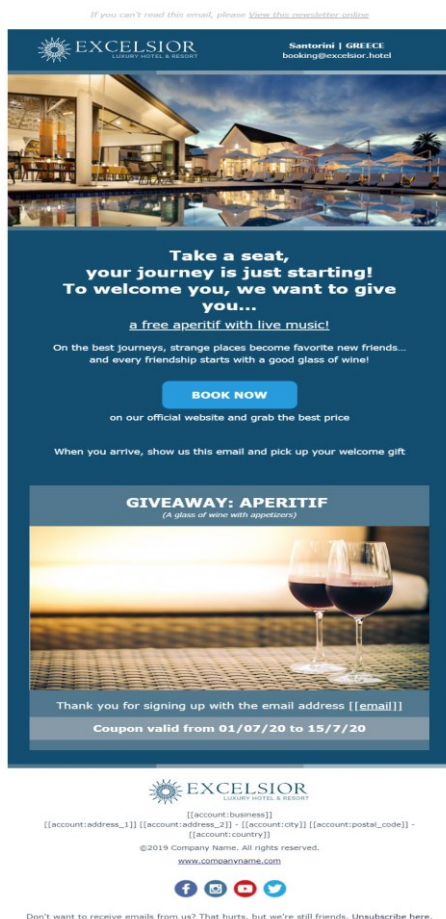 If you can't read this email, please View this newsletter online
EXCELSIOR
LUXURY HOTEL & RESORT
Santorini | GREECE
booking@excelsior.hotel
Take a seat,
your journey is just starting!
To welcome you, we want to give
you...
a free aperitif with live music!
On the best journeys, strange places become favorite new friends...
and every friendship starts with a good glass of wine!
BOOK NOW
on our official website and grab the best price
When you arrive, show us this email and pick up your welcome gift
GIVEAWAY: APERITIF
(A glass of wine with appetizers)
Thank you for signing up with the email address [[email]]
Coupon valid from 01/07/20 to 15/7/20
EXCELSIOR
LUXURY HOTEL & RESORT
[[account:business]]
[[account:address_1]] [[account:address_2]] - [[account:city]] [[account:postal_code]] -
[[account:country]]
©2019 Company Name. All rights reserved.
www.companyname.com
Don't want to receive emails from us? That hurts, but we're still friends. Unsubscribe here.